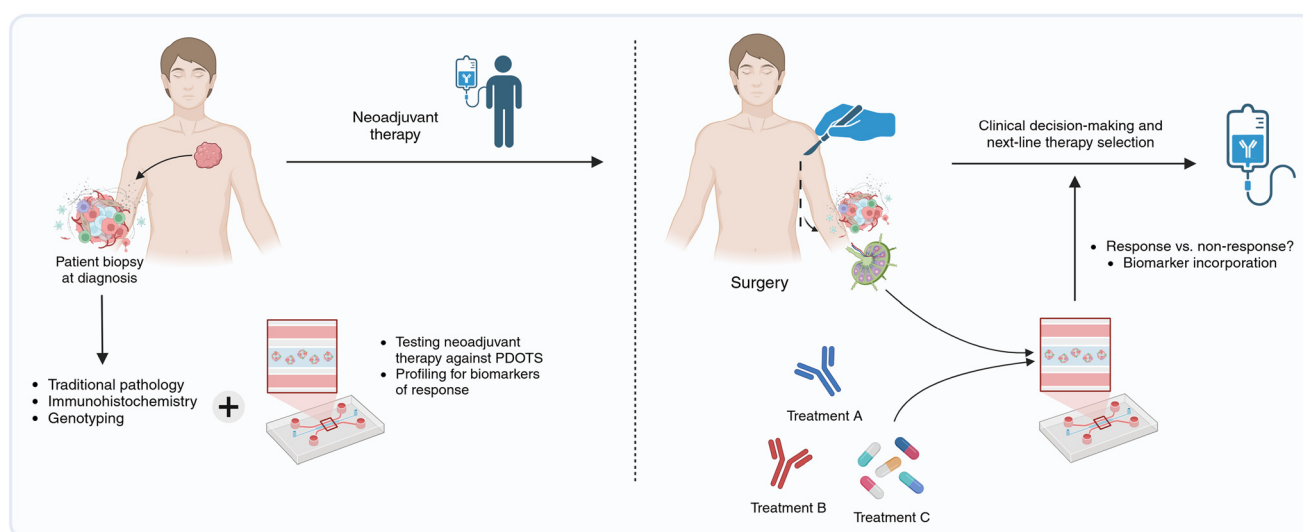 Neoadjuvant
therapy
Patient biopsy
at diagnosis
• Traditional pathology
• Immunohistochemistry
• Genotyping
+
• Testing neoadjuvant
therapy against PDOTS
• Profiling for biomarkers
of response
Surgery
Clinical decision-making and
next-line therapy selection
• Response vs. non-response?
• Biomarker incorporation
Treatment A
Treatment B
Treatment C